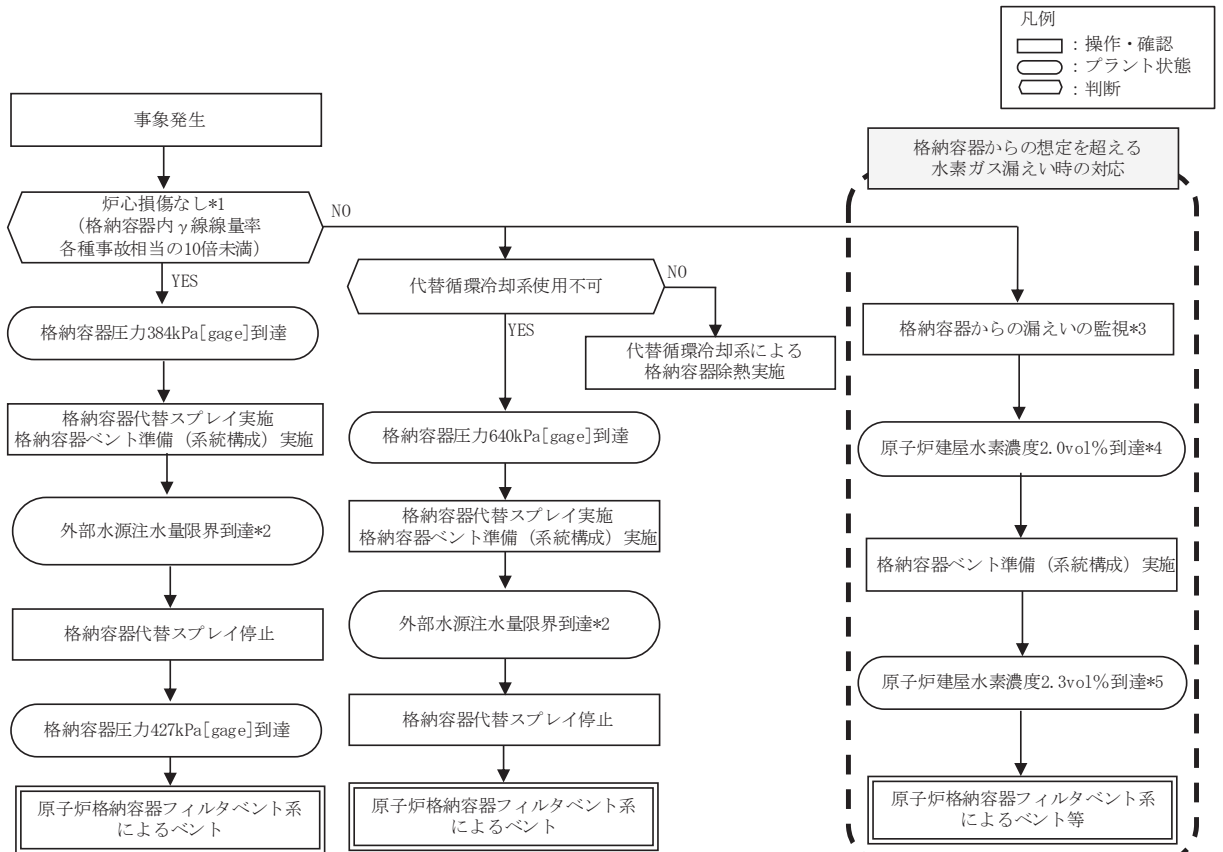 凡例
：操作・確認
：プラント状態
：判断
事象発生
炉心損傷なし*1
（格納容器内γ線線量率
各種事故相当の10倍未満）
NO
YES
格納容器圧力384kPa[gage]到達
格納容器代替スプレイ実施
格納容器ベント準備（系統構成）実施
外部水源注水量限界到達*2
格納容器代替スプレイ停止
格納容器圧力427kPa[gage]到達
原子炉格納容器フィルタベント系
によるベント
代替循環冷却系使用不可
NO
YES
代替循環冷却系による
格納容器除熱実施
格納容器圧力640kPa[gage]到達
格納容器代替スプレイ実施
格納容器ベント準備（系統構成）実施
外部水源注水量限界到達*2
格納容器代替スプレイ停止
原子炉格納容器フィルタベント系
によるベント
格納容器からの想定を超える
水素ガス漏えい時の対応
格納容器からの漏えいの監視*3
原子炉建屋水素濃度2.0vol％到達*4
格納容器ベント準備（系統構成）実施
原子炉建屋水素濃度2.3vol％到達*5
原子炉格納容器フィルタベント系
によるベント等